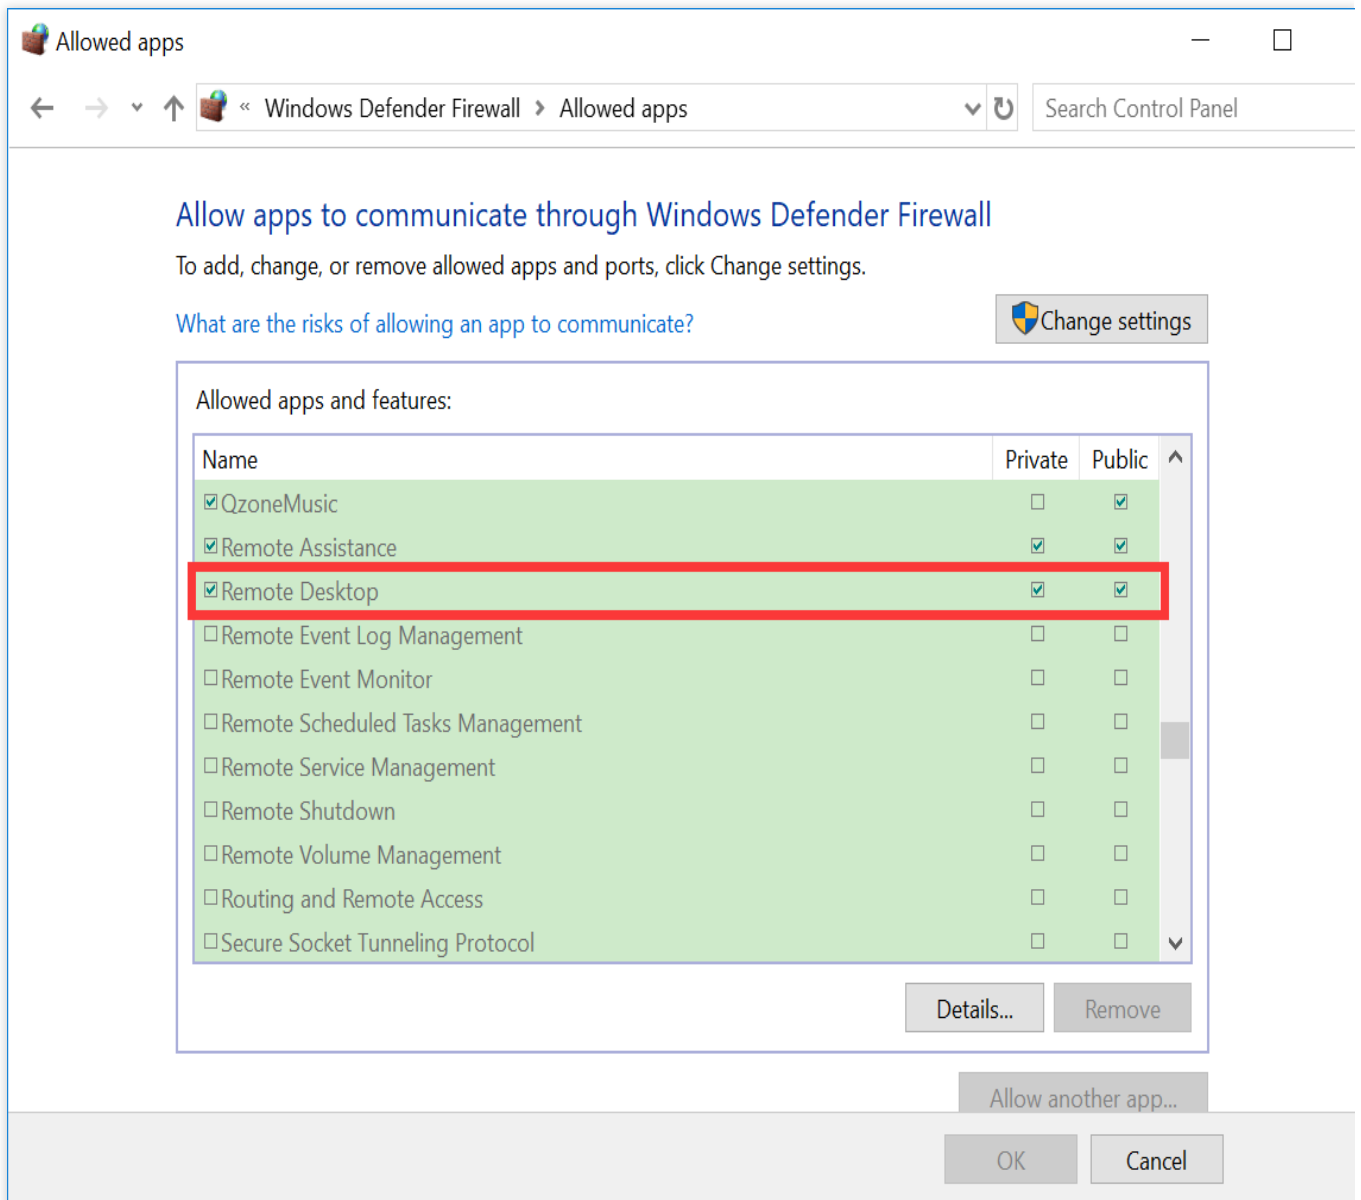 Allowed apps
« Windows Defender Firewall > Allowed apps
Search Control Panel
Allow apps to communicate through Windows Defender Firewall
To add, change, or remove allowed apps and ports, click Change settings.
What are the risks of allowing an app to communicate?
Change settings
Allowed apps and features:
Name Private Public
QzoneMusic
Remote Assistance
Remote Desktop
Remote Event Log Management
Remote Event Monitor
Remote Scheduled Tasks Management
Remote Service Management
Remote Shutdown
Remote Volume Management
Routing and Remote Access
Secure Socket Tunneling Protocol
Details... Remove
Allow another app...
OK Cancel